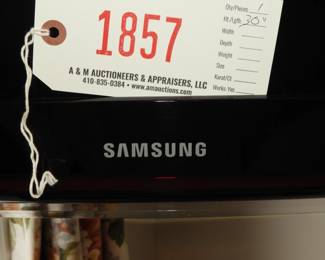 Qty/Pieces 1
Ht./Lgth. 30"
Width
Depth
Weight
Size
Karat/Ct
Works: Yes
1857
A & M AUCTIONEERS & APPRAISERS, LLC
410-835-0384 • www.amauctions.com
SAMSUNG